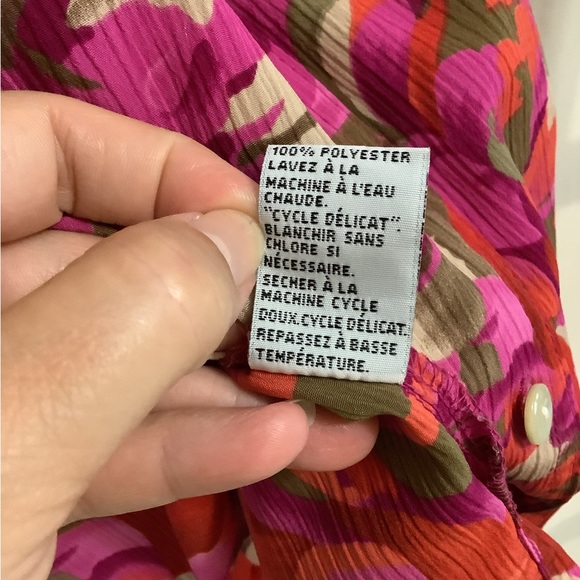 100% POLYESTER
LAVEZ À LA
MACHINE À L'EAU
CHAUDE.
"CYCLE DÉLICAT".
BLANCHIR SANS
CHLORE SI
NÉCESSAIRE.
SECHER À LA
MACHINE CYCLE
DOUX.CYCLE DÉLICAT.
REPASSEZ À BASSE
TEMPÉRATURE.